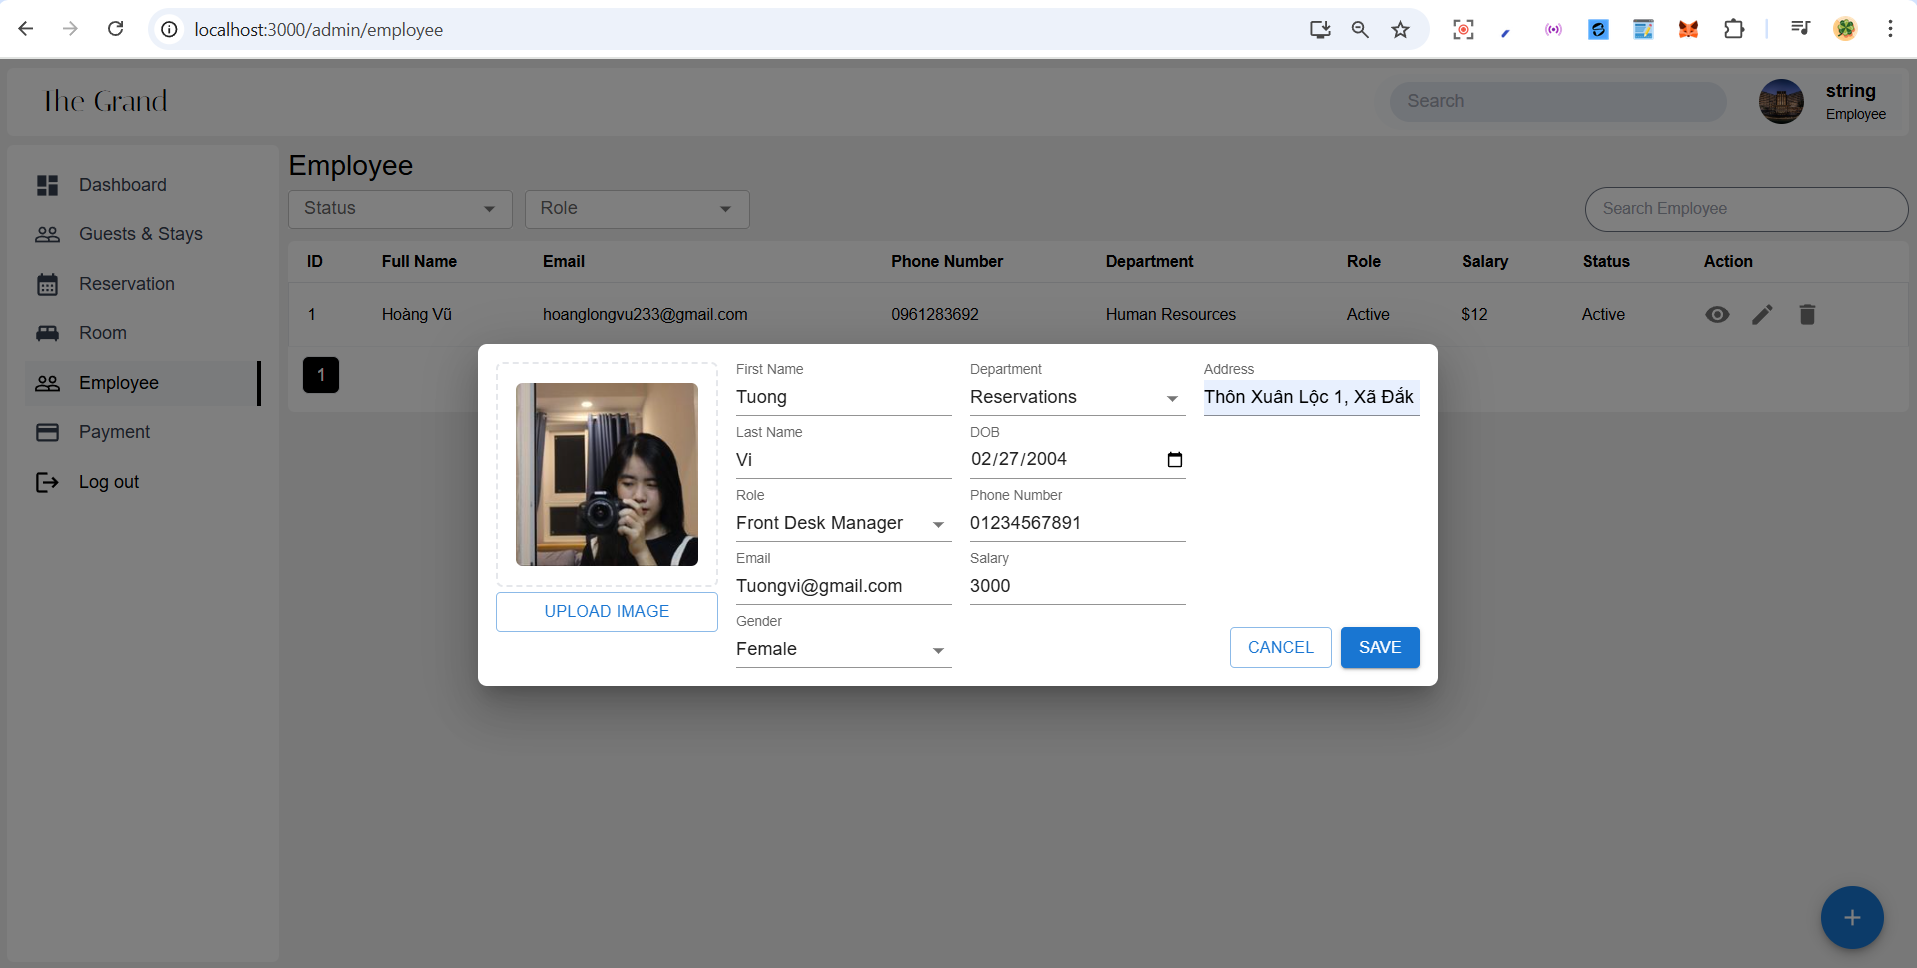 localhost:3000/admin/employee
The Grand
Search
string
Employee
Dashboard
Guests & Stays
Reservation
Room
Employee
Payment
Log out
Employee
Status
Role
Search Employee
ID Full Name Email Phone Number Department Role Salary Status Action
1 Hoàng Vũ hoanglongvu233@gmail.com 0961283692 Human Resources Active $12 Active
1
UPLOAD IMAGE
First Name
Tuong
Last Name
Vi
Role
Front Desk Manager
Email
Tuongvi@gmail.com
Gender
Female
Department
Reservations
DOB
02/27/2004
Phone Number
01234567891
Salary
3000
Address
Thôn Xuân Lộc 1, Xã Đắk
CANCEL
SAVE